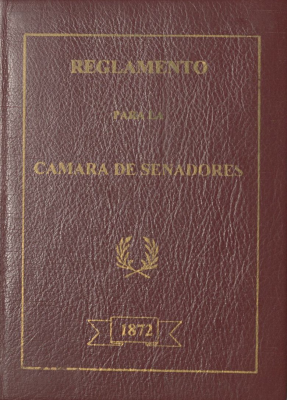 REGLAMENTO
PARA LA
CAMARA DE SENADORES
1872